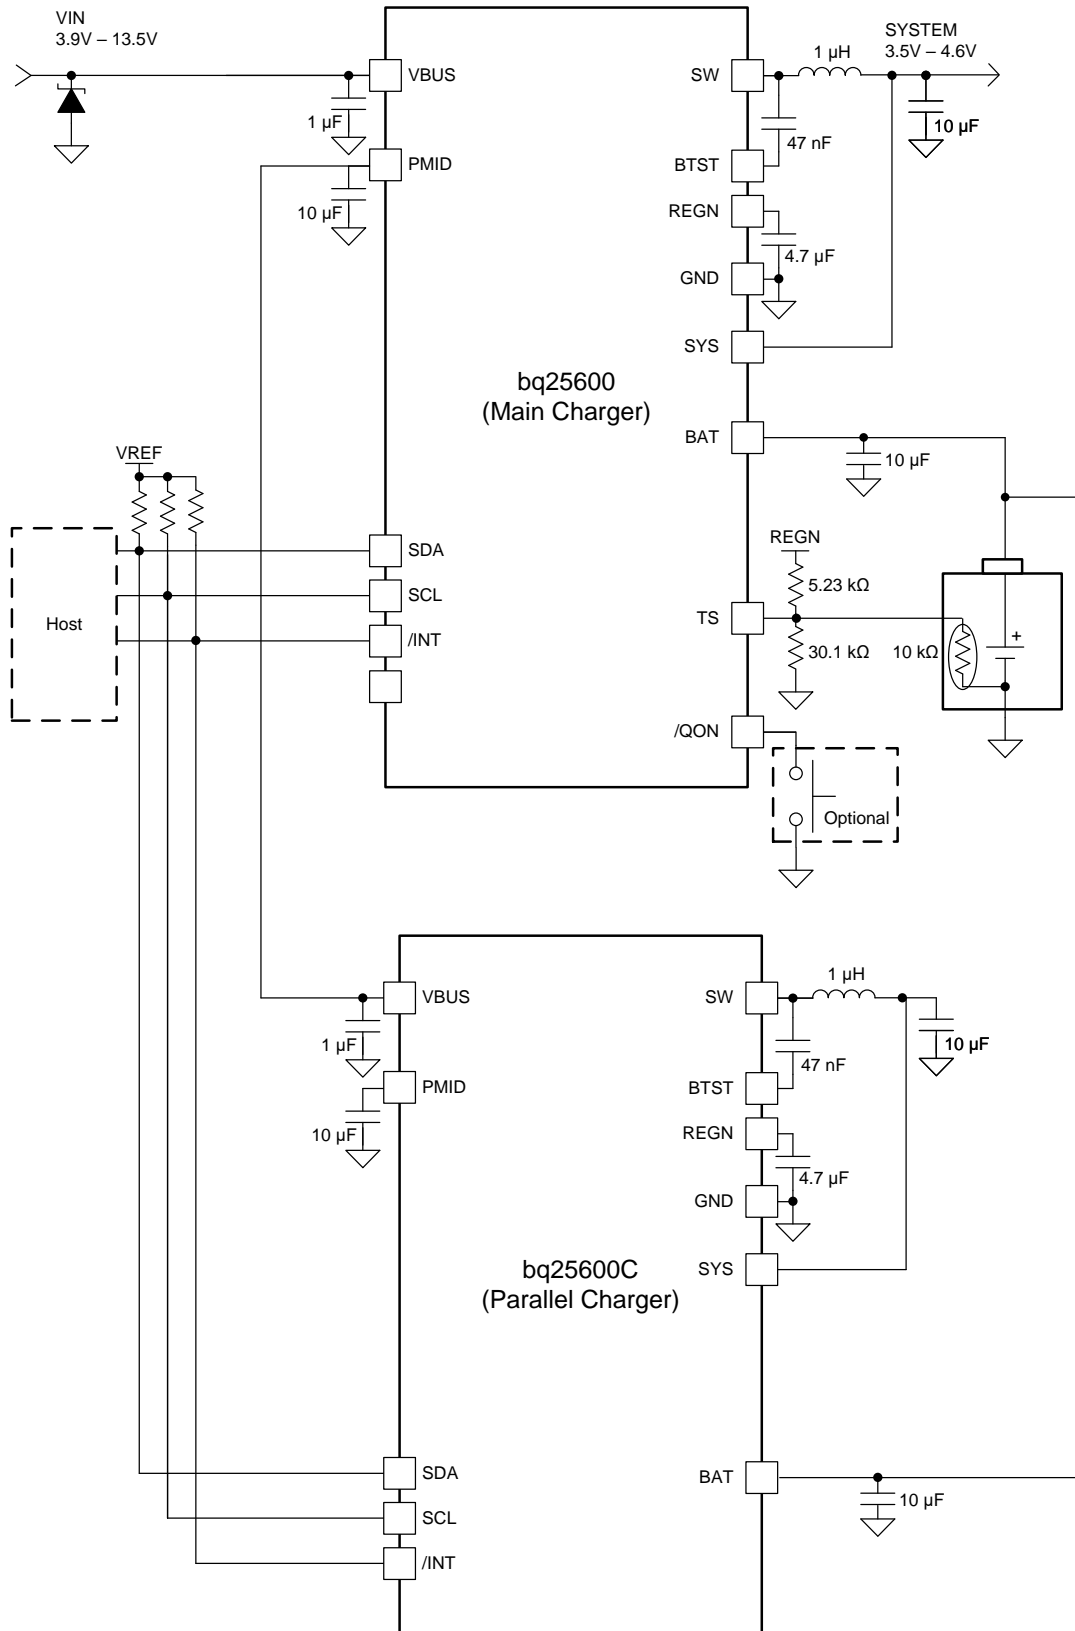 VIN
3.9V – 13.5V
VBUS
1 µF
PMID
10 µF
SW
1 µH
SYSTEM
3.5V – 4.6V
10 µF
47 nF
BTST
REGN
4.7 µF
GND
SYS
bq25600
(Main Charger)
BAT
10 µF
VREF
Host
SDA
SCL
/INT
REGN
5.23 kΩ
TS
30.1 kΩ
10 kΩ
+
/QON
Optional
VBUS
1 µF
PMID
10 µF
SW
1 µH
10 µF
47 nF
BTST
REGN
4.7 µF
GND
SYS
bq25600C
(Parallel Charger)
SDA
SCL
/INT
BAT
10 µF